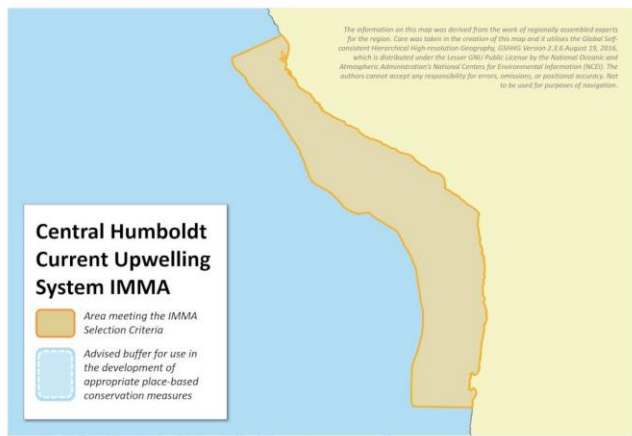 The information on this map was derived from the work of regionally assembled experts
for the region. Care was taken in the creation of this map and it utilises the Global Self-
consistent Hierarchical High-resolution Geography, GSHHG Version 2.3.6 August 19, 2016,
which is distributed under the Lesser GNU Public License by the National Oceanic and
Atmospheric Administration's National Centers for Environmental Information (NCEI). The
authors cannot accept any responsibility for errors, omissions, or positional accuracy. Not
to be used for purposes of navigation.
Central Humboldt
Current Upwelling
System IMMA
Area meeting the IMMA
Selection Criteria
Advised buffer for use in
the development of
appropriate place-based
conservation measures